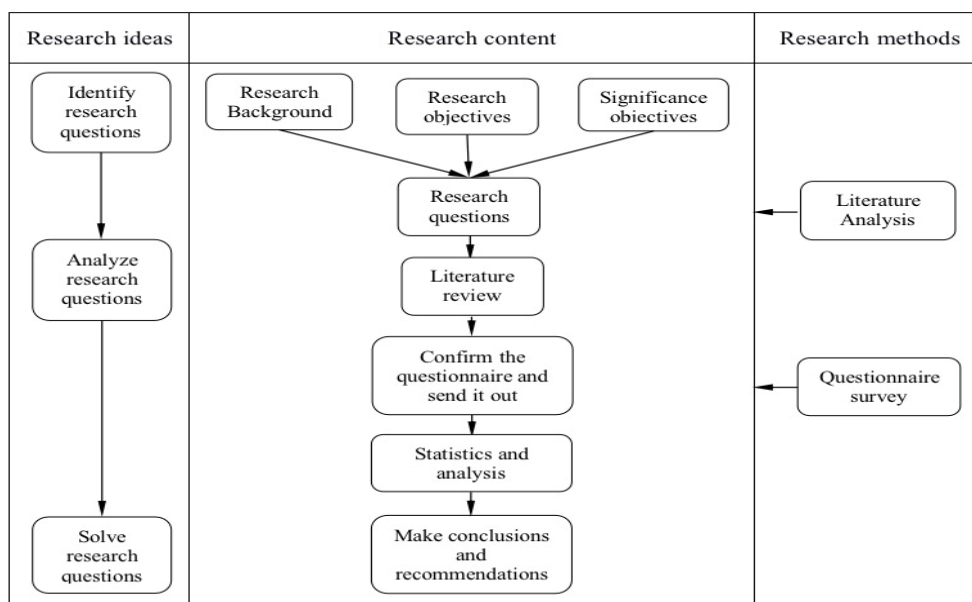 Research ideas
Research content
Research methods
Identify
research
questions
Analyze
research
questions
Solve
research
questions
Research
Background
Research
objectives
Significance
objectives
Research
questions
Literature
review
Confirm the
questionnaire and
send it out
Statistics and
analysis
Make conclusions
and
recommendations
Literature
Analysis
Questionnaire
survey